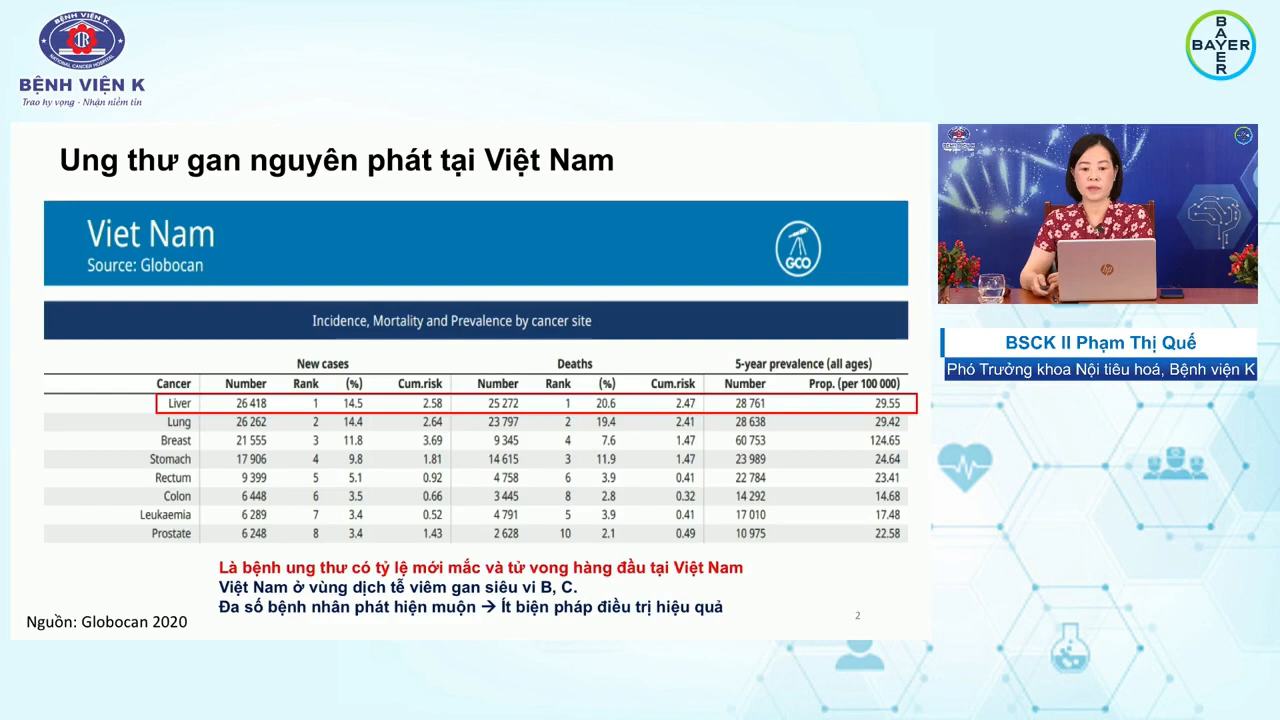 BỆNH VIỆN K
NATIONAL CANCER HOSPITAL
BỆNH VIỆN K
Trao hy vọng - Nhận niềm tin
BAYER
BAYER
Ung thư gan nguyên phát tại Việt Nam
Viet Nam
Source: Globocan
GCO
Incidence, Mortality and Prevalence by cancer site
New cases Deaths 5-year prevalence (all ages)
Cancer Number Rank (%) Cum.risk Number Rank (%) Cum.risk Number Prop. (per 100 000)
Liver 26 418 1 14.5 2.58 25 272 1 20.6 2.47 28 761 29.55
Lung 26 262 2 14.4 2.64 23 797 2 19.4 2.41 28 638 29.42
Breast 21 555 3 11.8 3.69 9 345 4 7.6 1.47 60 753 124.65
Stomach 17 906 4 9.8 1.81 14 615 3 11.9 1.47 23 989 24.64
Rectum 9 399 5 5.1 0.92 4 758 6 3.9 0.41 22 784 23.41
Colon 6 448 6 3.5 0.66 3 445 8 2.8 0.32 14 292 14.68
Leukaemia 6 289 7 3.4 0.52 4 791 5 3.9 0.41 17 010 17.48
Prostate 6 248 8 3.4 1.43 2 628 10 2.1 0.49 10 975 22.58
Là bệnh ung thư có tỷ lệ mới mắc và tử vong hàng đầu tại Việt Nam
Việt Nam ở vùng dịch tễ viêm gan siêu vi B, C.
Đa số bệnh nhân phát hiện muộn → Ít biện pháp điều trị hiệu quả
Nguồn: Globocan 2020
2
BỆNH VIỆN K
hp
BSCK II Phạm Thị Quế
Phó Trưởng khoa Nội tiêu hoá, Bệnh viện K